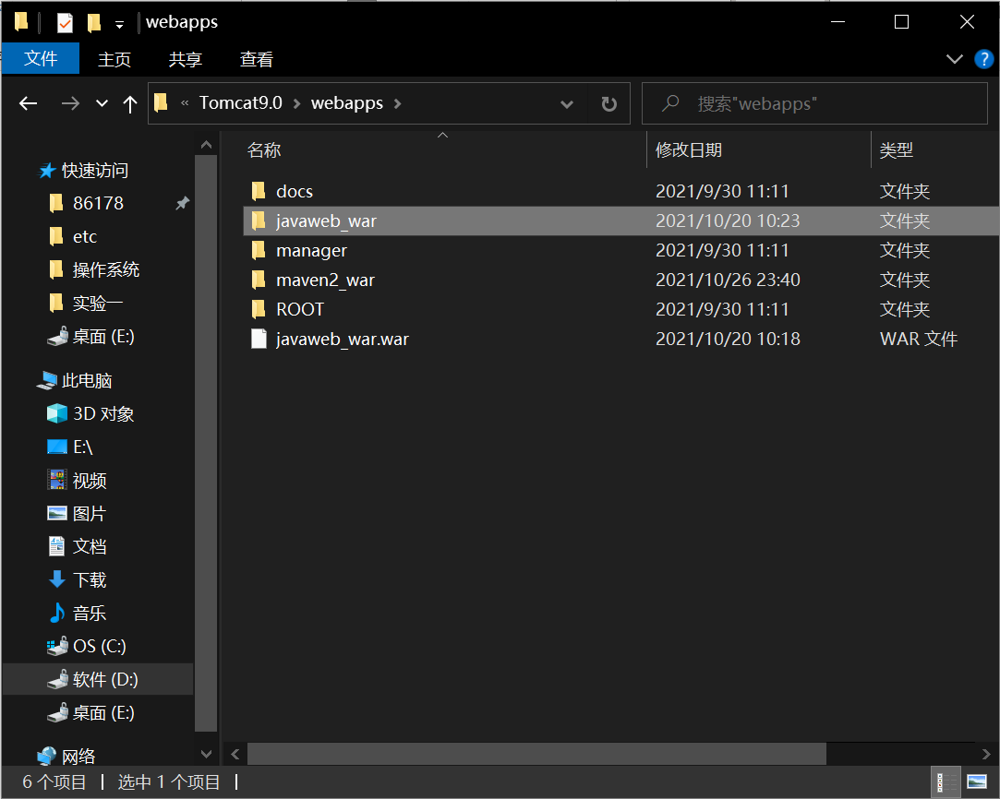 webapps
文件 主页 共享 查看 ?
« Tomcat9.0 > webapps > 搜索"webapps"
名称 修改日期 类型
快速访问
86178
etc
操作系统
实验一
桌面 (E:)
此电脑
3D 对象
E:\
视频
图片
文档
下载
音乐
OS (C:)
软件 (D:)
桌面 (E:)
网络
docs 2021/9/30 11:11 文件夹
javaweb_war 2021/10/20 10:23 文件夹
manager 2021/9/30 11:11 文件夹
maven2_war 2021/10/26 23:40 文件夹
ROOT 2021/9/30 11:11 文件夹
javaweb_war.war 2021/10/20 10:18 WAR 文件
6 个项目 选中 1 个项目